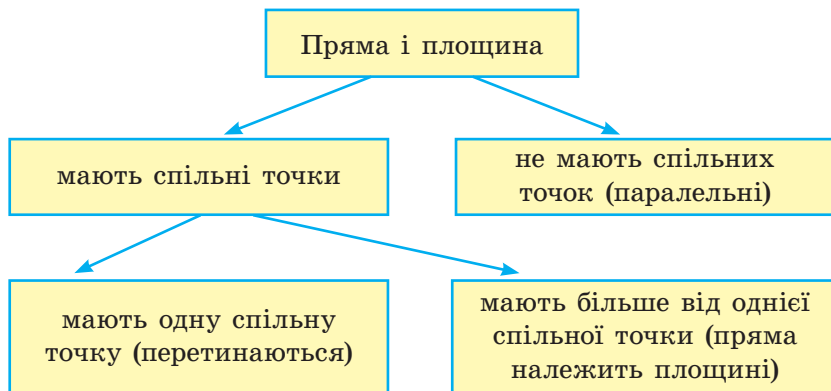 Пряма і площина
мають спільні точки
не мають спільних
точок (паралельні)
мають одну спільну
точку (перетинаються)
мають більше від однієї
спільної точки (пряма
належить площині)